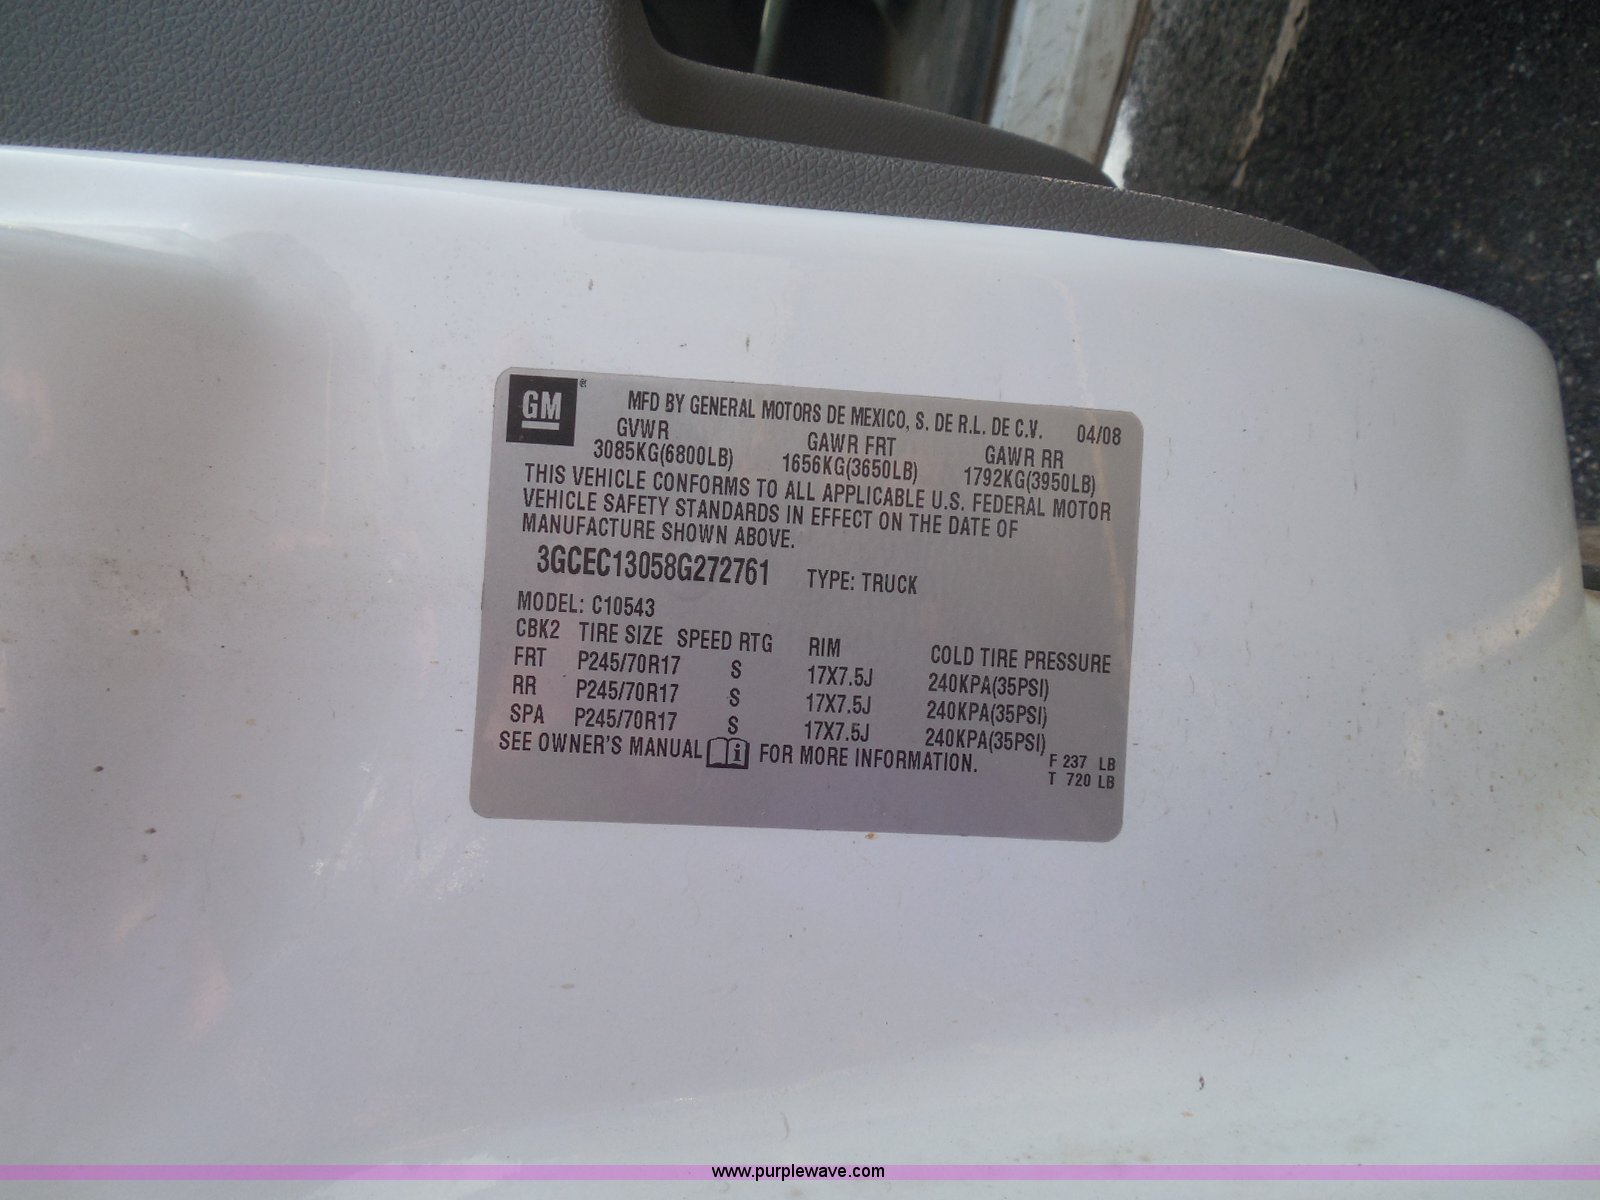 GM ®
MFD BY GENERAL MOTORS DE MEXICO, S. DE R.L. DE C.V. 04/08
GVWR GAWR FRT GAWR RR
3085KG(6800LB) 1656KG(3650LB) 1792KG(3950LB)
THIS VEHICLE CONFORMS TO ALL APPLICABLE U.S. FEDERAL MOTOR
VEHICLE SAFETY STANDARDS IN EFFECT ON THE DATE OF
MANUFACTURE SHOWN ABOVE.
3GCEC13058G272761 TYPE: TRUCK
MODEL: C10543
CBK2 TIRE SIZE SPEED RTG RIM COLD TIRE PRESSURE
FRT P245/70R17 S 17X7.5J 240KPA(35PSI)
RR P245/70R17 S 17X7.5J 240KPA(35PSI)
SPA P245/70R17 S 17X7.5J 240KPA(35PSI)
SEE OWNER'S MANUAL i FOR MORE INFORMATION.
F 237 LB
T 720 LB
www.purplewave.com